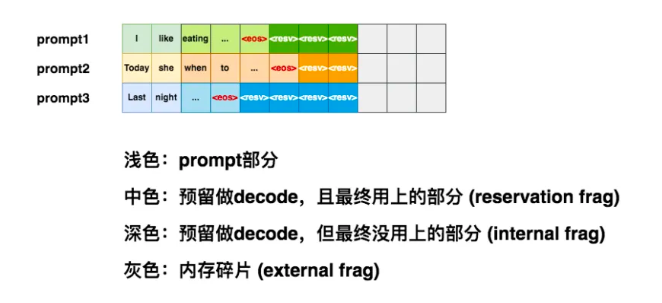 prompt1 I like eating ... <eos> <resv> <resv> <resv>
prompt2 Today she when to ... <eos> <resv> <resv>
prompt3 Last night ... <eos> <resv> <resv> <resv> <resv>
浅色：prompt部分
中色：预留做decode，且最终用上的部分 (reservation frag)
深色：预留做decode，但最终没用上的部分 (internal frag)
灰色：内存碎片 (external frag)